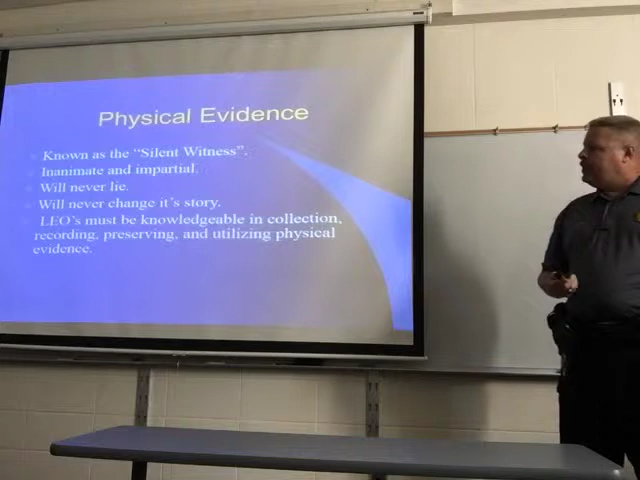 Physical Evidence
Known as the “Silent Witness”.
Inanimate and impartial.
Will never lie.
Will never change it’s story.
LEO’s must be knowledgeable in collection,
recording, preserving, and utilizing physical
evidence.